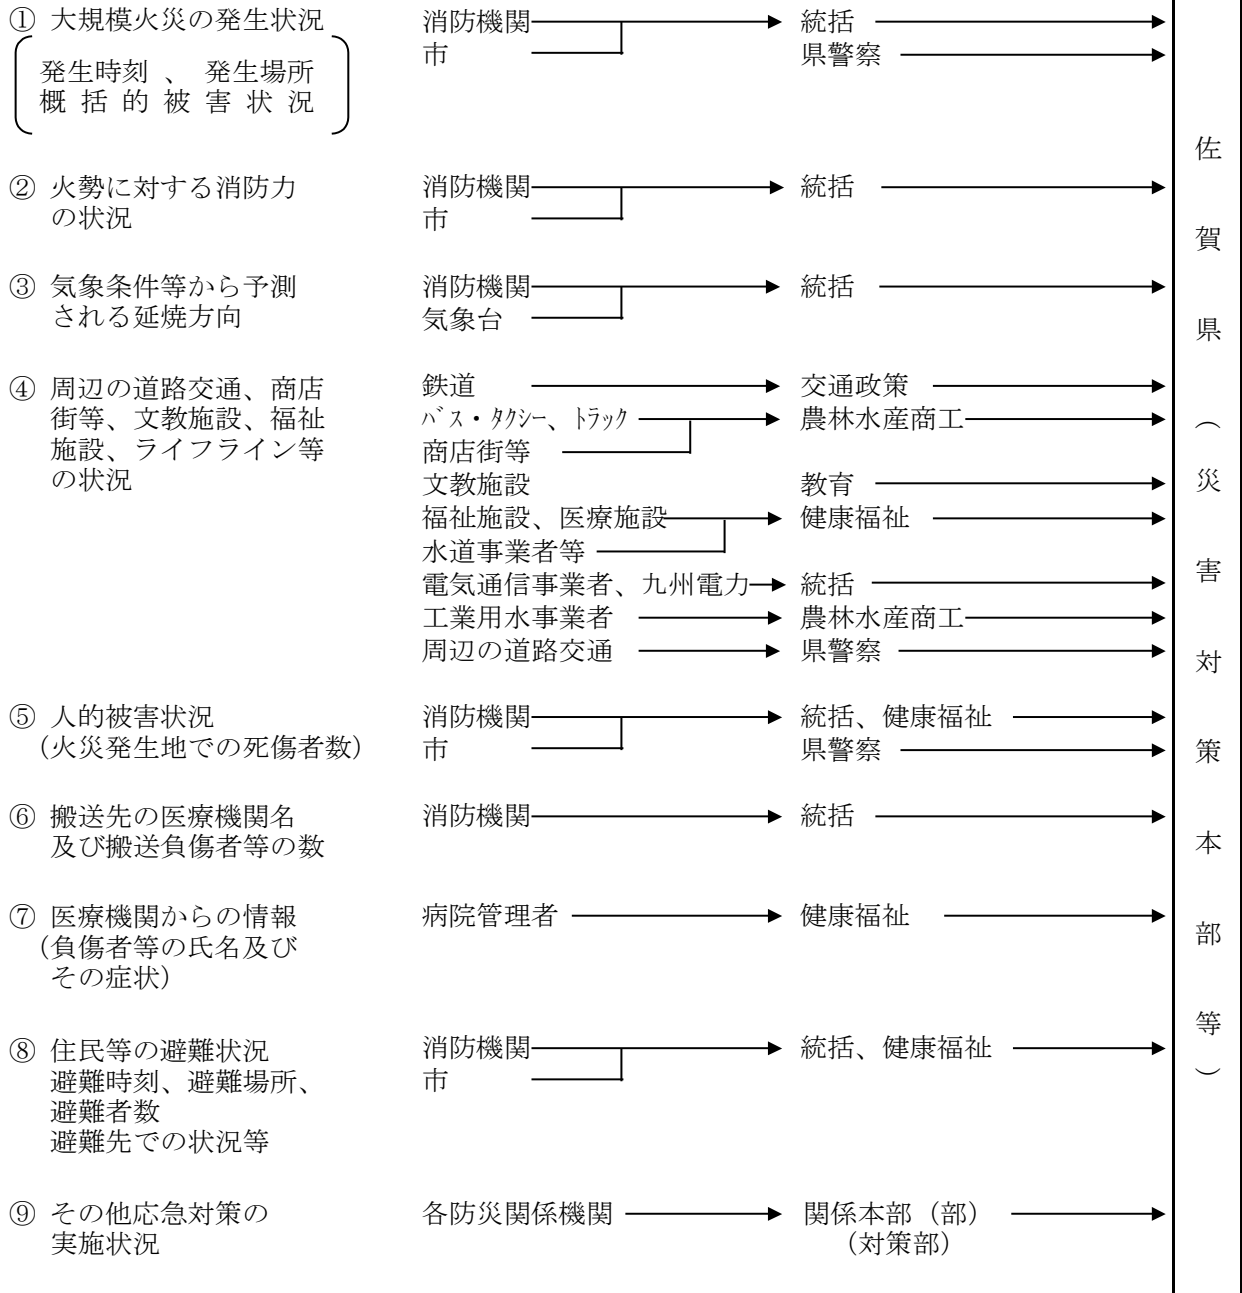 ① 大規模火災の発生状況 消防機関 統括
市 県警察
発生時刻 、 発生場所
概括的被害状況
② 火勢に対する消防力 消防機関 統括
の状況 市
③ 気象条件等から予測 消防機関 統括
される延焼方向 気象台
④ 周辺の道路交通、商店 鉄道 交通政策
街等、文教施設、福祉 ﾊﾞｽ・ﾀｸｼｰ、ﾄﾗｯｸ 農林水産商工
施設、ライフライン等 商店街等
の状況 文教施設 教育
福祉施設、医療施設 健康福祉
水道事業者等
電気通信事業者、九州電力 統括
工業用水事業者 農林水産商工
周辺の道路交通 県警察
⑤ 人的被害状況 消防機関 統括、健康福祉
（火災発生地での死傷者数） 市 県警察
⑥ 搬送先の医療機関名 消防機関 統括
及び搬送負傷者等の数
⑦ 医療機関からの情報 病院管理者 健康福祉
（負傷者等の氏名及び
その症状）
⑧ 住民等の避難状況 消防機関 統括、健康福祉
避難時刻、避難場所、 市
避難者数
避難先での状況等
⑨ その他応急対策の 各防災関係機関 関係本部（部）
実施状況 （対策部）
佐賀県（災害対策本部等）